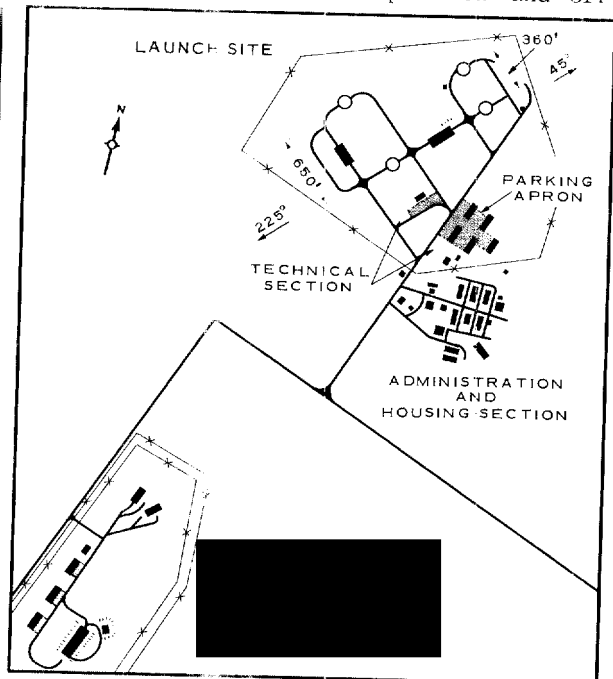 LAUNCH SITE
360'
45°
N
650'
225°
PARKING
APRON
TECHNICAL
SECTION
ADMINISTRATION
AND
HOUSING SECTION